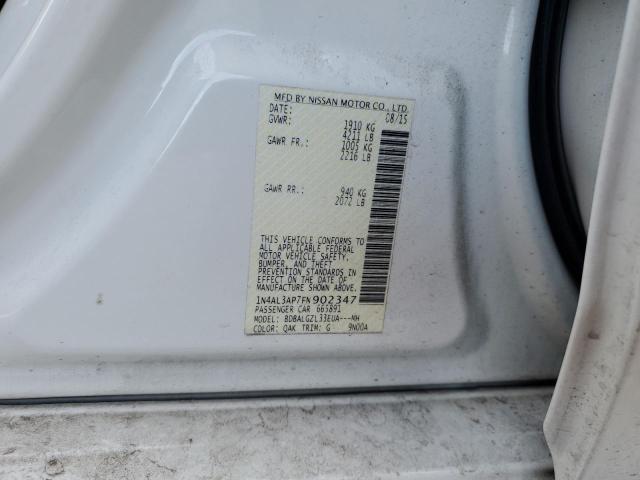 MFD BY NISSAN MOTOR CO., LTD
DATE: 08/15
GVWR: 1910 KG
4211 LB
GAWR FR.: 1005 KG
2216 LB
GAWR RR.: 940 KG
2072 LB
THIS VEHICLE CONFORMS TO
ALL APPLICABLE FEDERAL
MOTOR VEHICLE SAFETY,
BUMPER, AND THEFT
PREVENTION STANDARDS IN
EFFECT ON THE DATE OF
MANUFACTURE SHOWN ABOVE.
1N4AL3AP7FN902347
PASSENGER CAR 665891
MODEL: BDBALGZL33EUA---MH
COLOR: QAK TRIM: G 9N00A